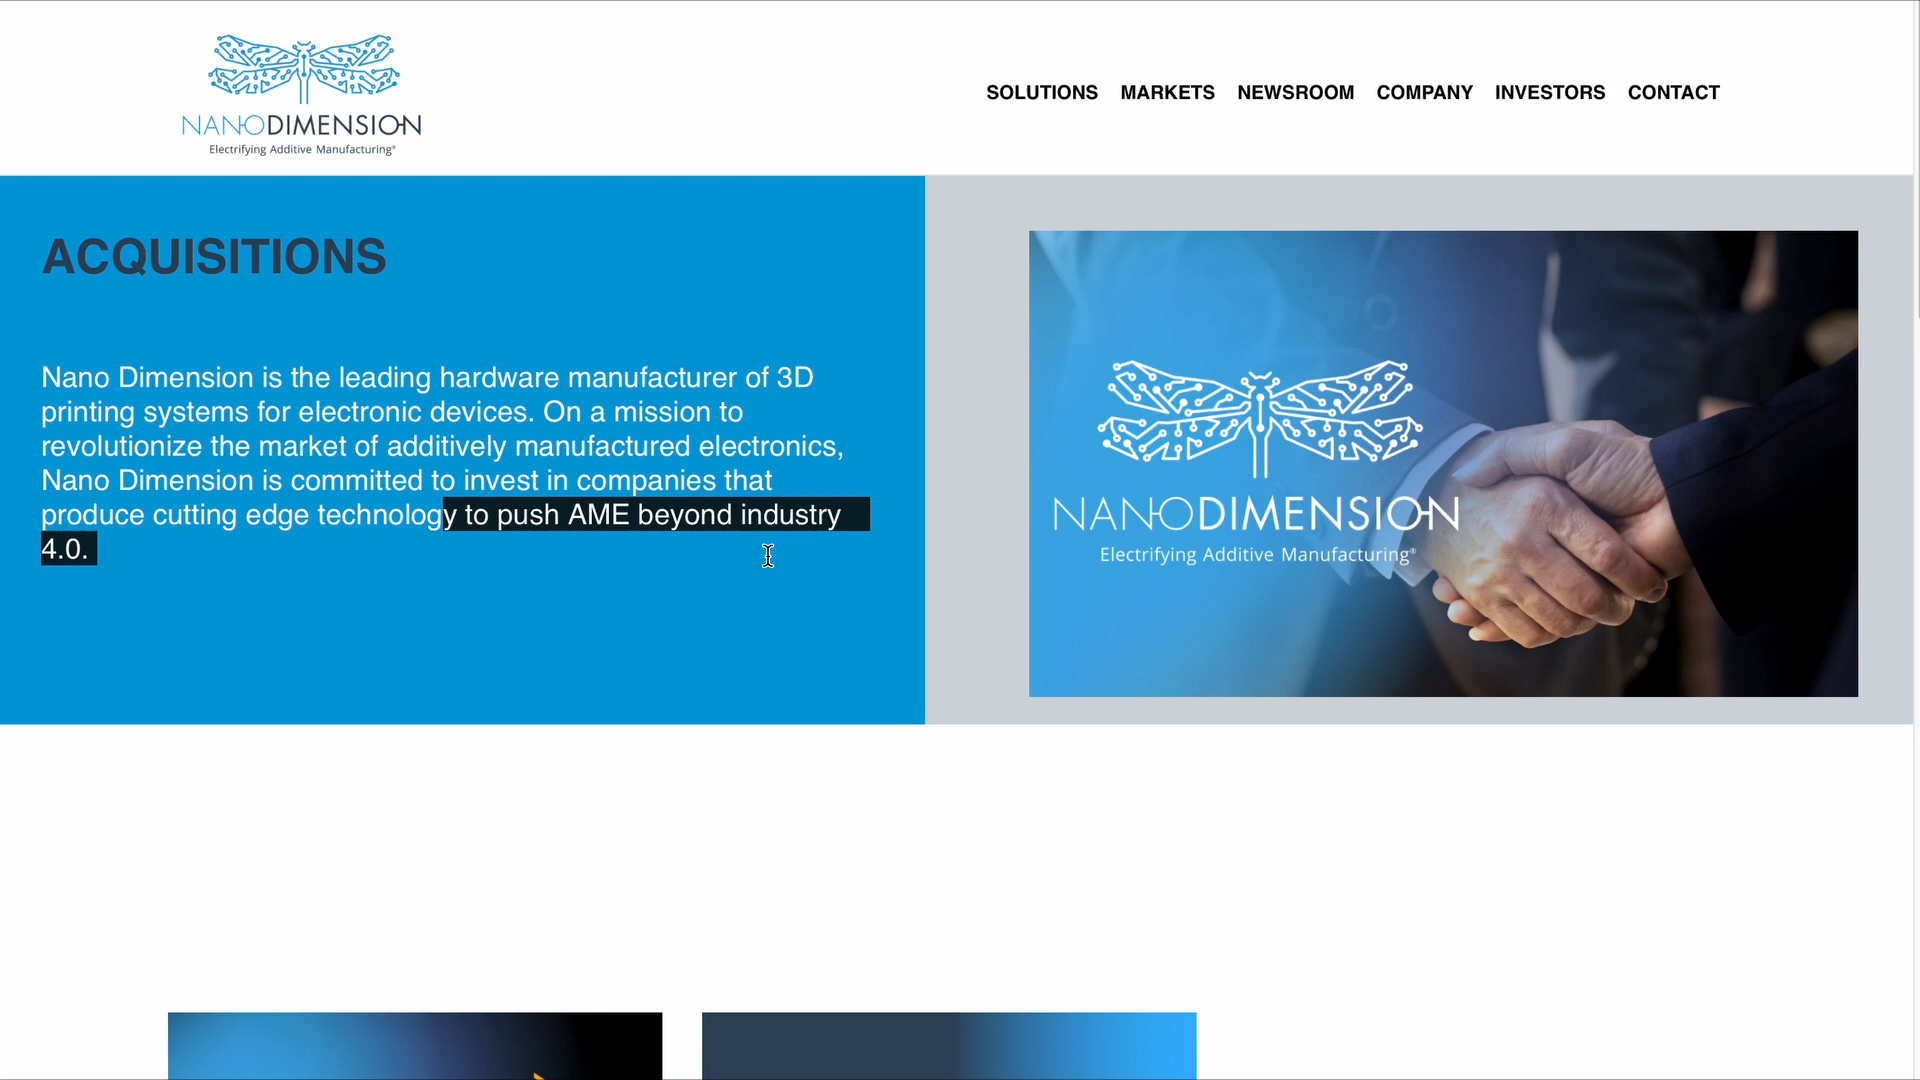 NANODIMENSION
Electrifying Additive Manufacturing®
SOLUTIONS MARKETS NEWSROOM COMPANY INVESTORS CONTACT
ACQUISITIONS
Nano Dimension is the leading hardware manufacturer of 3D
printing systems for electronic devices. On a mission to
revolutionize the market of additively manufactured electronics,
Nano Dimension is committed to invest in companies that
produce cutting edge technology to push AME beyond industry
4.0.
NANODIMENSION
Electrifying Additive Manufacturing®